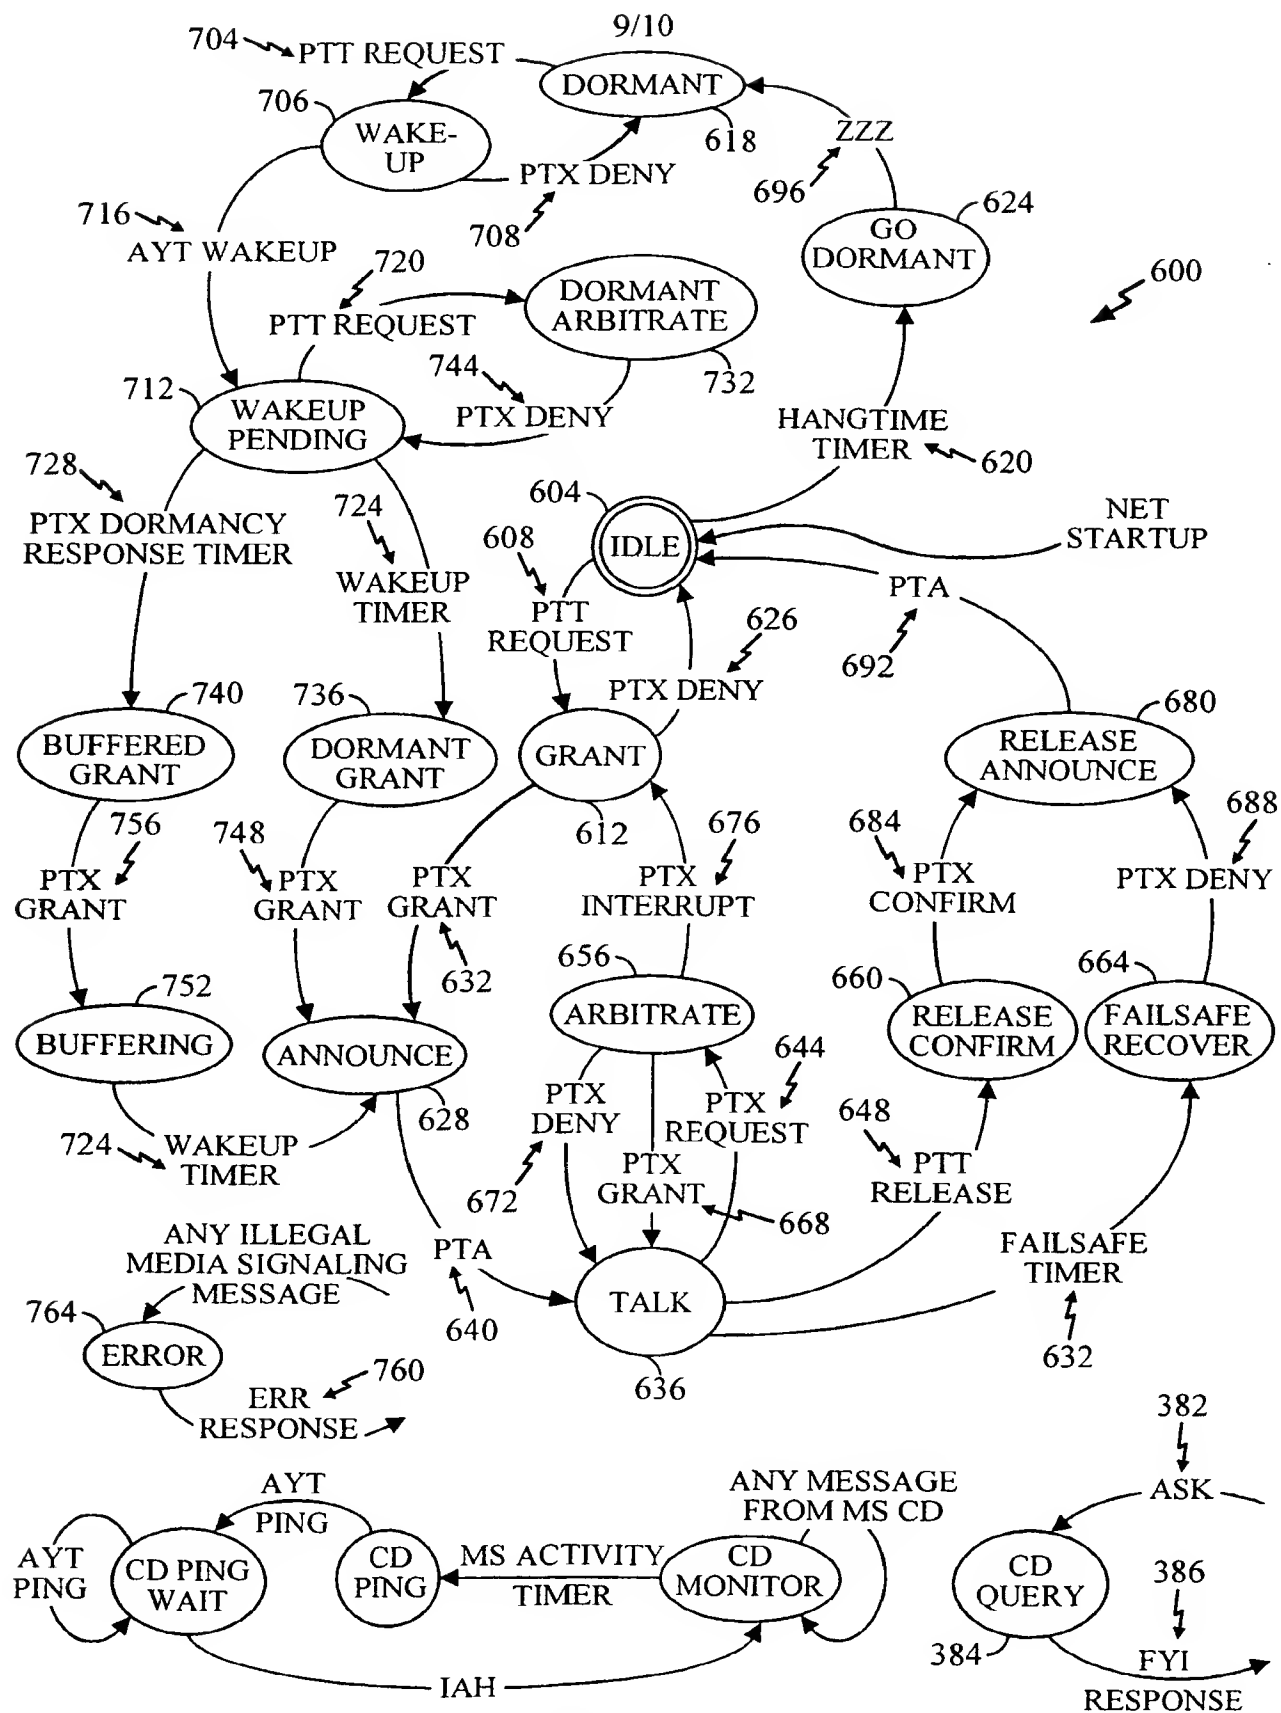 9/10
704
PTT REQUEST
DORMANT
706
618
WAKE-
UP
ZZZ
PTX DENY
696
624
716
708
GO
DORMANT
AYT WAKEUP
720
600
DORMANT
ARBITRATE
PTT REQUEST
744
732
712
WAKEUP
PENDING
PTX DENY
HANGTIME
TIMER
620
728
724
604
NET
STARTUP
PTX DORMANCY
RESPONSE TIMER
608
IDLE
WAKEUP
TIMER
PTA
PTT
REQUEST
626
692
PTX DENY
740
736
680
BUFFERED
GRANT
DORMANT
GRANT
GRANT
RELEASE
ANNOUNCE
756
748
612
676
684
688
PTX
GRANT
PTX
GRANT
PTX
GRANT
PTX
INTERRUPT
PTX
CONFIRM
PTX DENY
632
656
660
664
752
BUFFERING
ANNOUNCE
ARBITRATE
RELEASE
CONFIRM
FAILSAFE
RECOVER
628
PTX
DENY
644
PTX
REQUEST
648
724
WAKEUP
TIMER
PTX
GRANT
PTT
RELEASE
672
668
ANY ILLEGAL
MEDIA SIGNALING
MESSAGE
PTA
FAILSAFE
TIMER
TALK
764
640
632
ERROR
636
760
ERR
RESPONSE
382
ASK
AYT
PING
ANY MESSAGE
FROM MS CD
AYT
PING
CD PING
WAIT
CD
PING
MS ACTIVITY
TIMER
CD
MONITOR
CD
QUERY
386
384
FYI
RESPONSE
IAH